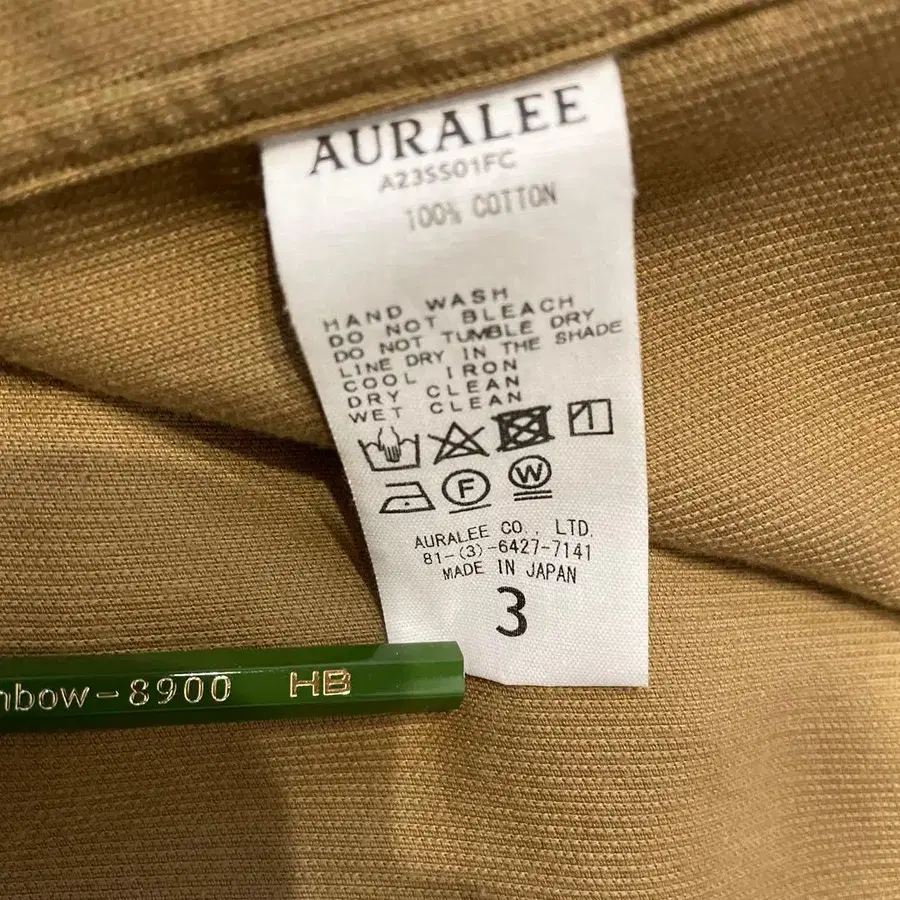 AURALEE
A23SS01FC
100% COTTON
HAND WASH
DO NOT BLEACH
DO NOT TUMBLE DRY
LINE DRY IN THE SHADE
COOL IRON
DRY CLEAN
WET CLEAN
F
W
AURALEE CO., LTD.
81-(3)-6427-7141
MADE IN JAPAN
3
nbow-8900 HB